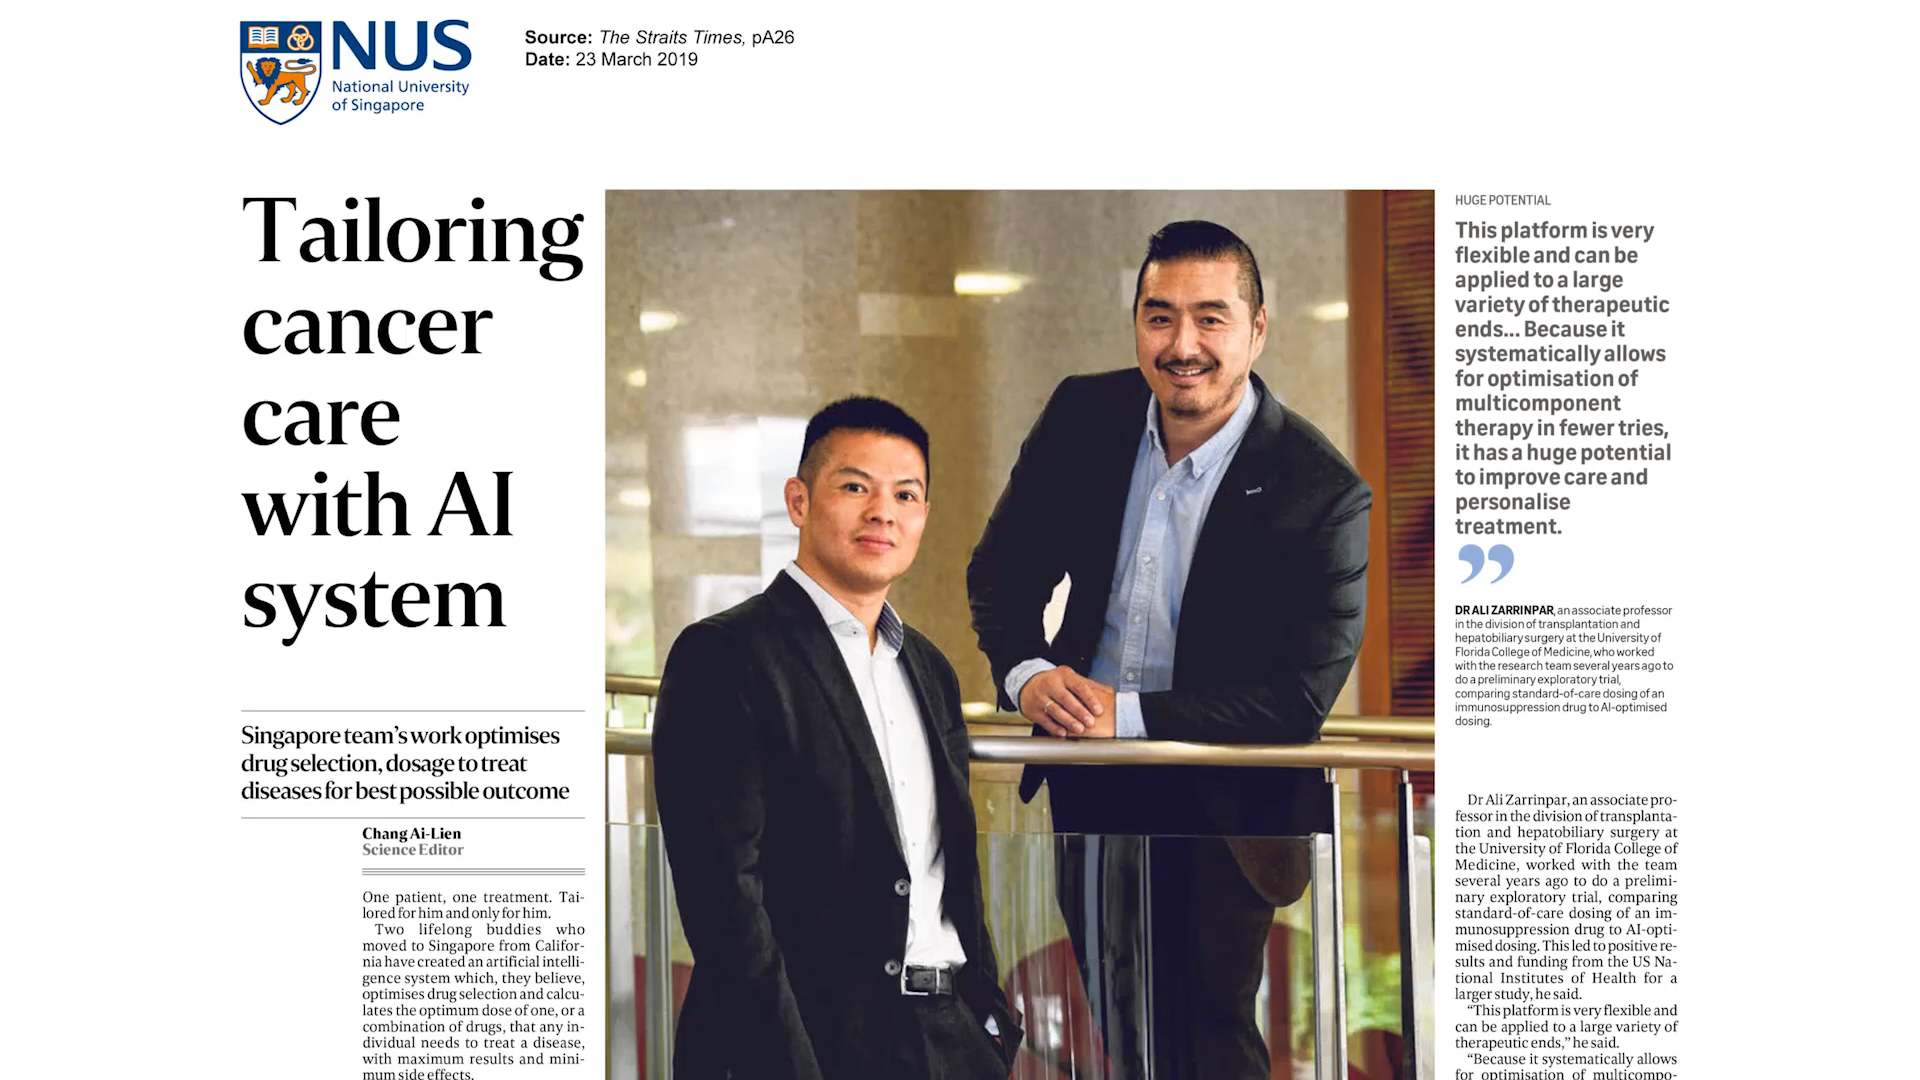 NUS
National University
of Singapore
Source: The Straits Times, pA26
Date: 23 March 2019
Tailoring
cancer
care
with AI
system
Singapore team's work optimises
drug selection, dosage to treat
diseases for best possible outcome
Chang Ai-Lien
Science Editor
One patient, one treatment. Tai-
lored for him and only for him.
Two lifelong buddies who
moved to Singapore from Califor-
nia have created an artificial intelli-
gence system which, they believe,
optimises drug selection and calcu-
lates the optimum dose of one, or a
combination of drugs, that any in-
dividual needs to treat a disease,
with maximum results and mini-
mum side effects.
HUGE POTENTIAL
This platform is very
flexible and can be
applied to a large
variety of therapeutic
ends... Because it
systematically allows
for optimisation of
multicomponent
therapy in fewer tries,
it has a huge potential
to improve care and
personalise
treatment.
”
DR ALI ZARRINPAR, an associate professor
in the division of transplantation and
hepatobiliary surgery at the University of
Florida College of Medicine, who worked
with the research team several years ago to
do a preliminary exploratory trial,
comparing standard-of-care dosing of an
immunosuppression drug to AI-optimised
dosing.
Dr Ali Zarrinpar, an associate pro-
fessor in the division of transplanta-
tion and hepatobiliary surgery at
the University of Florida College of
Medicine, worked with the team
several years ago to do a prelimi-
nary exploratory trial, comparing
standard-of-care dosing of an im-
munosuppression drug to AI-opti-
mised dosing. This led to positive re-
sults and funding from the US Na-
tional Institutes of Health for a
larger study, he said.
“This platform is very flexible and
can be applied to a large variety of
therapeutic ends,” he said.
“Because it systematically allows
for optimisation of multicompo-